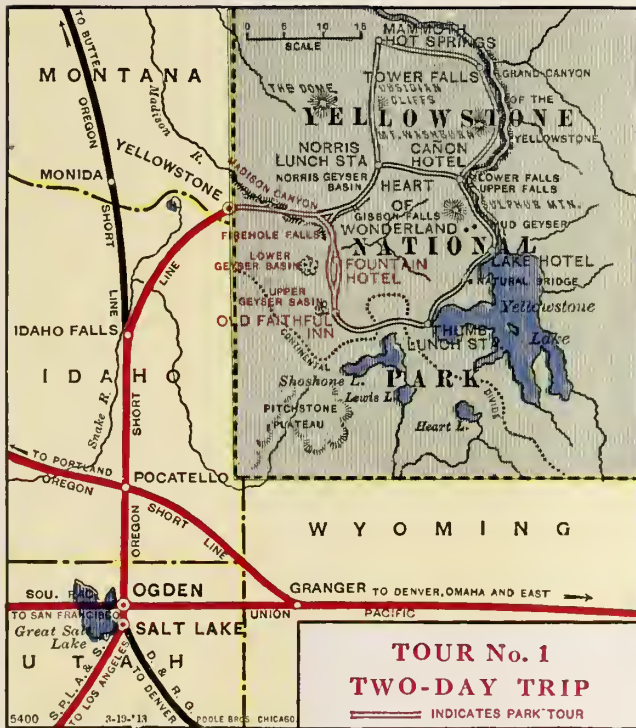 TO BUTTE
MONTANA
Madison R.
OREGON
SHORT
LINE
MONIDA
YELLOWSTONE
0 5 10 15
SCALE
MAMMOTH
HOT SPRINGS
TOWER FALLS
GRAND CANYON
OF THE
YELLOWSTONE
THE DOME
OBSIDIAN
CLIFFS
YELLOWSTONE
MT. WASHBURN
NORRIS
LUNCH STA
CAÑON
HOTEL
NORRIS GEYSER
BASIN
HEART
OF
WONDERLAND
GIBBON FALLS
LOWER FALLS
UPPER FALLS
SULPHUR MTN.
MUD GEYSER
MADISON CANYON
FIREHOLE FALLS
NATIONAL
LOWER
GEYSER BASIN
FOUNTAIN
HOTEL
LAKE HOTEL
NATURAL BRIDGE
UPPER
GEYSER BASIN
OLD FAITHFUL
INN
Yellowstone
Lake
THUMB
LUNCH STA
CONTINENTAL
DIVIDE
PARK
Shoshone L.
Lewis L.
PITCHSTONE
PLATEAU
Heart L.
LINE
SHORT
IDAHO FALLS
IDAHO
Snake R.
SHORT
OREGON
TO PORTLAND
OREGON
POCATELLO
SHORT
LINE
WYOMING
SOU. PAC.
TO SAN FRANCISCO
OGDEN
GRANGER
TO DENVER, OMAHA AND EAST
UNION
PACIFIC
Great Salt
Lake
SALT LAKE
UTAH
S.P.L.A. & S.L.
TO LOS ANGELES
D. & R.G.
TO DENVER
5400
3-19-'13
POOLE BROS. CHICAGO.
TOUR No. 1
TWO-DAY TRIP
INDICATES PARK TOUR